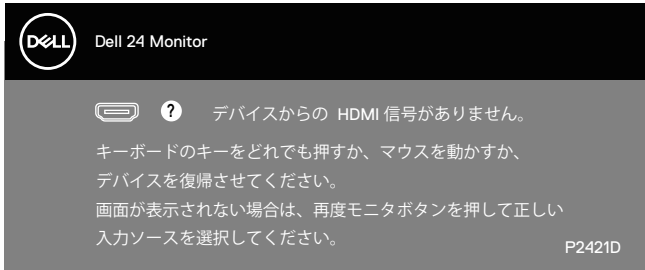 DELL
Dell 24 Monitor
? デバイスからの HDMI 信号がありません。
キーボードのキーをどれでも押すか、マウスを動かすか、
デバイスを復帰させてください。
画面が表示されない場合は、再度モニタボタンを押して正しい
入力ソースを選択してください。
P2421D